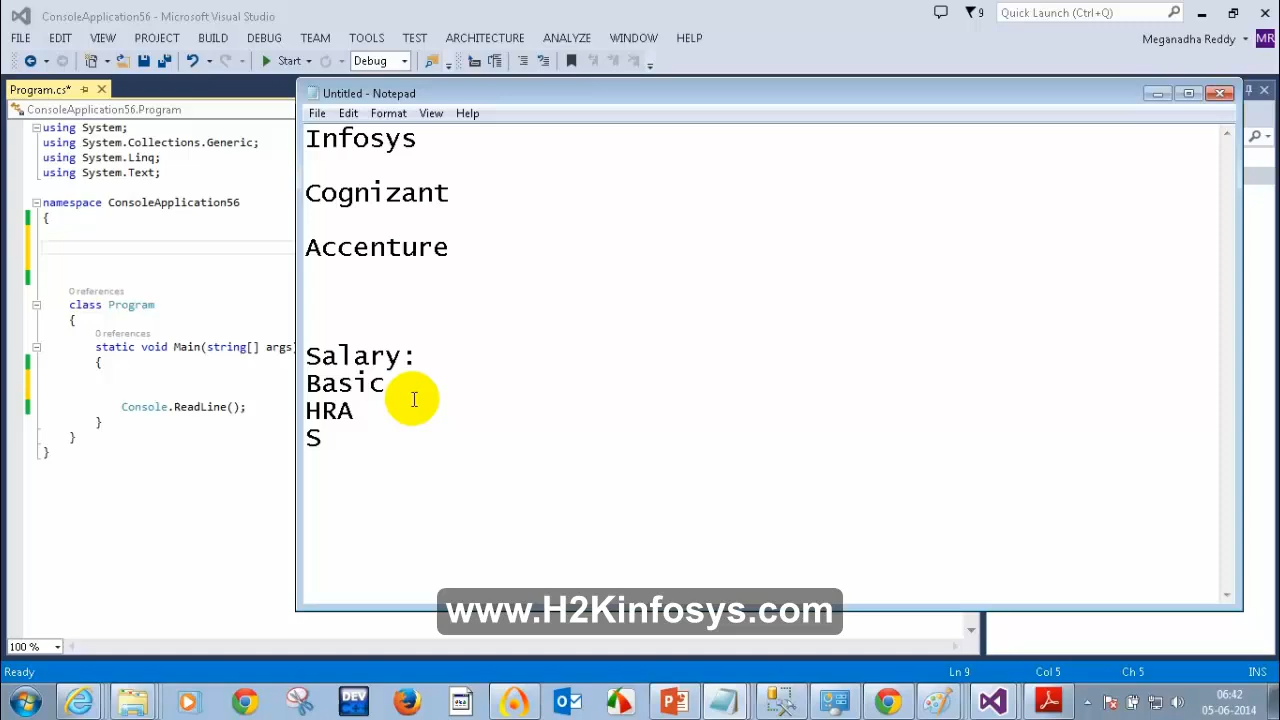 ConsoleApplication56 - Microsoft Visual Studio
9
Quick Launch (Ctrl+Q)
FILE EDIT VIEW PROJECT BUILD DEBUG TEAM TOOLS TEST ARCHITECTURE ANALYZE WINDOW HELP
Meganadha Reddy
MR
Start
Debug
Program.cs*
ConsoleApplication56.Program
using System;
using System.Collections.Generic;
using System.Linq;
using System.Text;
namespace ConsoleApplication56
{
0 references
class Program
{
0 references
static void Main(string[] args)
{
Console.ReadLine();
}
}
}
Untitled - Notepad
File Edit Format View Help
Infosys
Cognizant
Accenture
Salary:
Basic
HRA
S
www.H2Kinfosys.com
100 %
Ready
Ln 9
Col 5
Ch 5
INS
DEV
06:42
05-06-2014